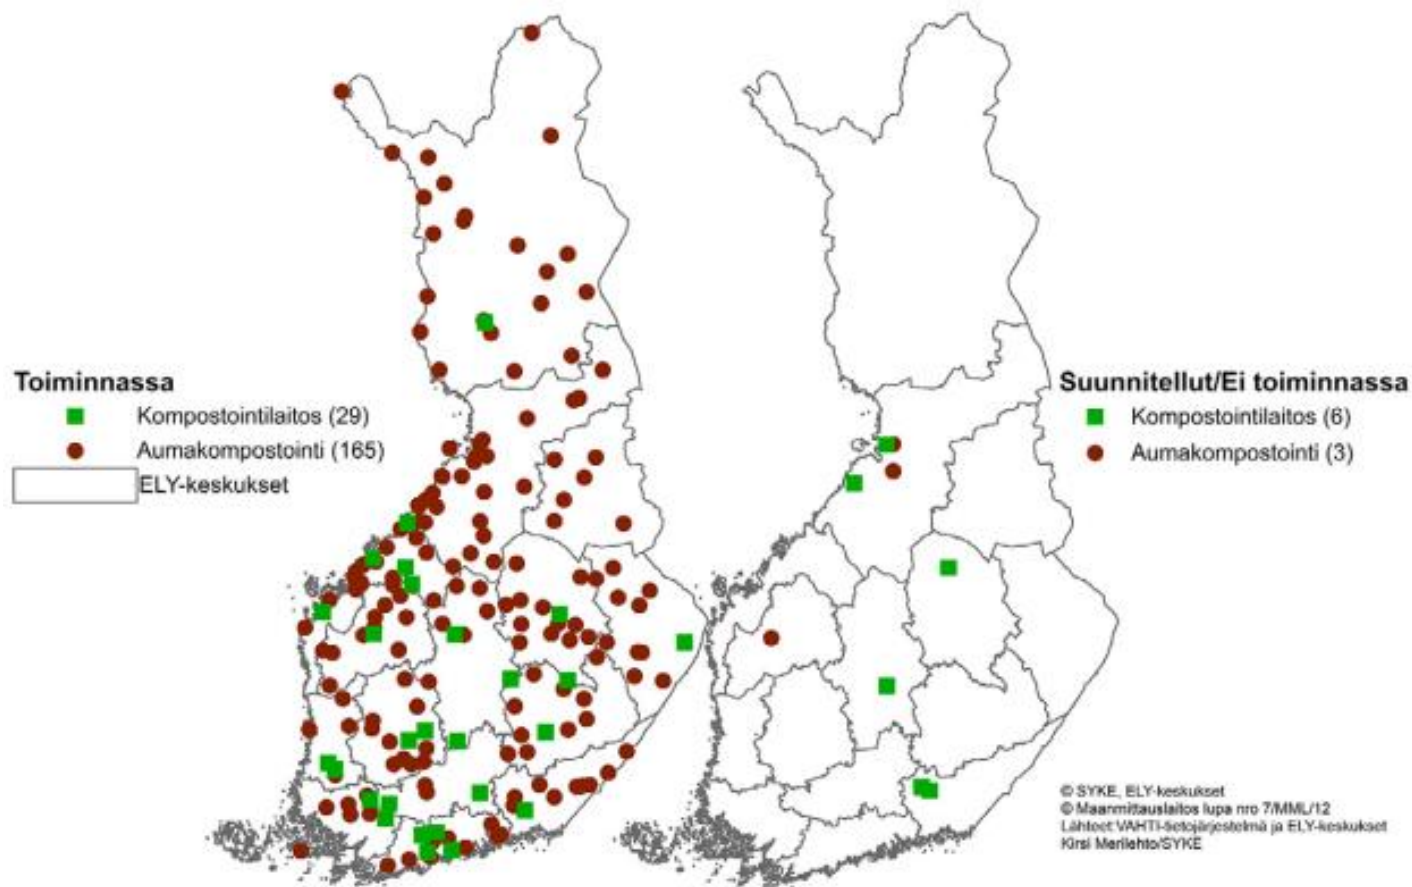 Toiminnassa
Kompostointilaitos (29)
Aumakompostointi (165)
ELY-keskukset
Suunnitellut/Ei toiminnassa
Kompostointilaitos (6)
Aumakompostointi (3)
© SYKE, ELY-keskukset
© Maanmittauslaitos lupa nro 7/MML/12
Lähteet:VAHTI-tietojärjestelmä ja ELY-keskukset
Kirsi Merilehto/SYKE